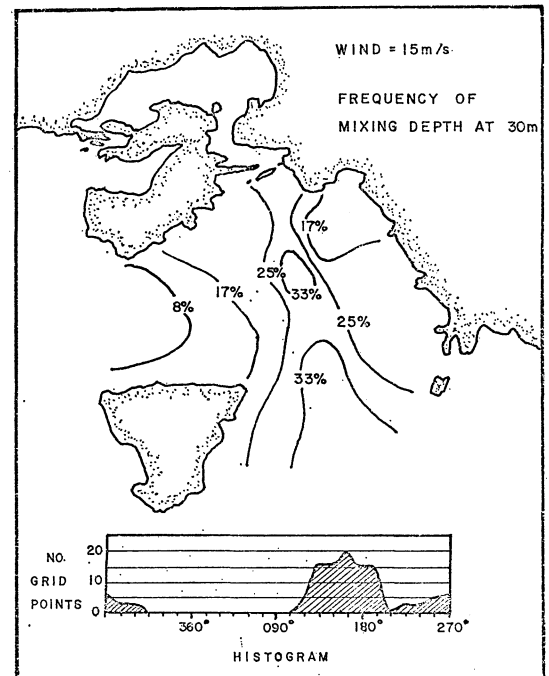 WIND = 15m/s
FREQUENCY OF
MIXING DEPTH AT 30m
17%
25%
33%
17%
8%
25%
33%
NO.
GRID
POINTS
20
10
0
360°
090°
180°
270°
HISTOGRAM